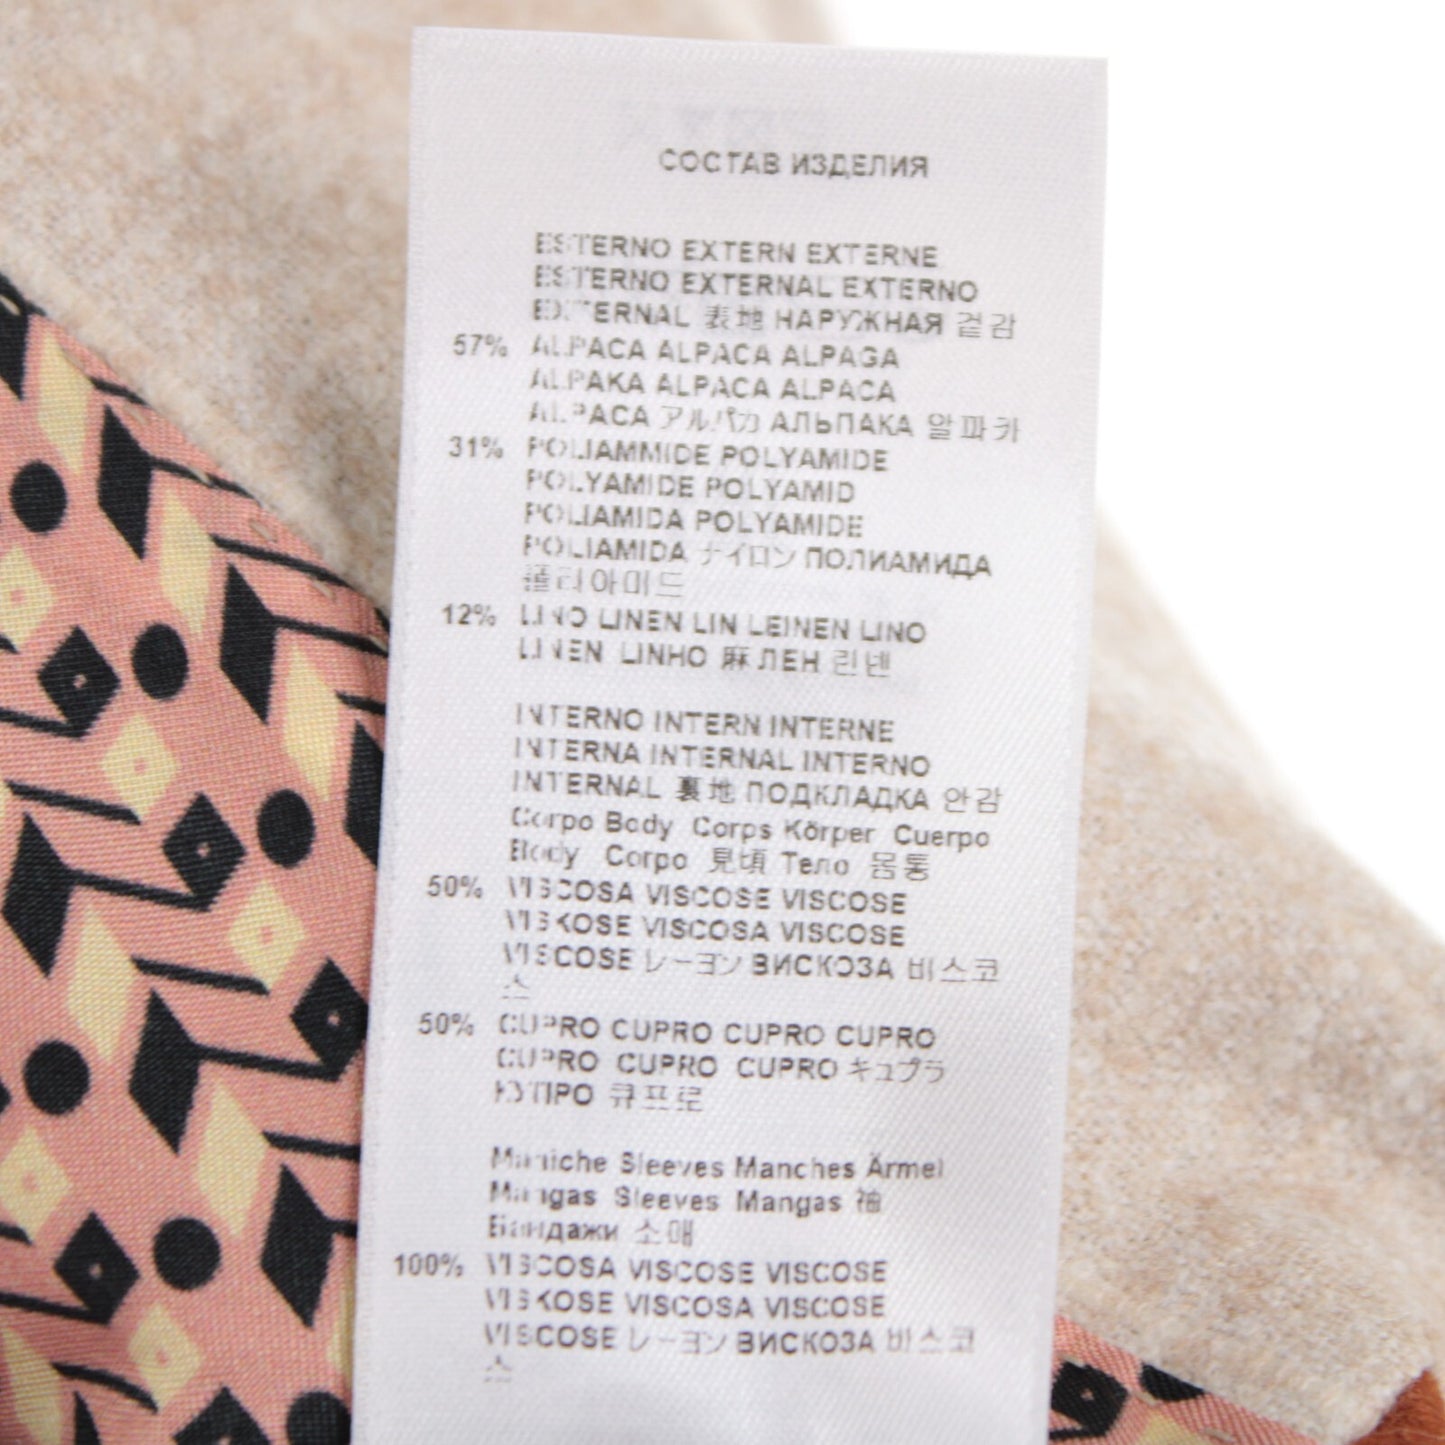 СОСТАВ ИЗДЕЛИЯ
ESTERNO EXTERN EXTERNE
ESTERNO EXTERNAL EXTERNO
EXTERNAL 表地 НАРУЖНАЯ 겉감
57% ALPACA ALPACA ALPAGA
ALPAKA ALPACA ALPACA
ALPACA アルパカ АЛЬПАКА 알파카
31% POLIAMMIDE POLYAMIDE
POLYAMIDE POLYAMID
POLIAMIDA POLYAMIDE
POLIAMIDA ナイロン ПОЛИАМИДА
폴리아미드
12% LINO LINEN LIN LEINEN LINO
LINEN LINHO 麻 ЛЕН 린넨
INTERNO INTERN INTERNE
INTERNA INTERNAL INTERNO
INTERNAL 裏地 ПОДКЛАДКА 안감
Corpo Body Corps Körper Cuerpo
Body Corpo 見頃 Тело 몸통
50% VISCOSA VISCOSE VISCOSE
VISKOSE VISCOSA VISCOSE
VISCOSE レーヨン ВИСКОЗА 비스코
스
50% CUPRO CUPRO CUPRO CUPRO
CUPRO CUPRO CUPRO キュプラ
КУПРО 큐프로
Maniche Sleeves Manches Ärmel
Mangas Sleeves Mangas 袖
Бандажи 소매
100% VISCOSA VISCOSE VISCOSE
VISKOSE VISCOSA VISCOSE
VISCOSE レーヨン ВИСКОЗА 비스코
스